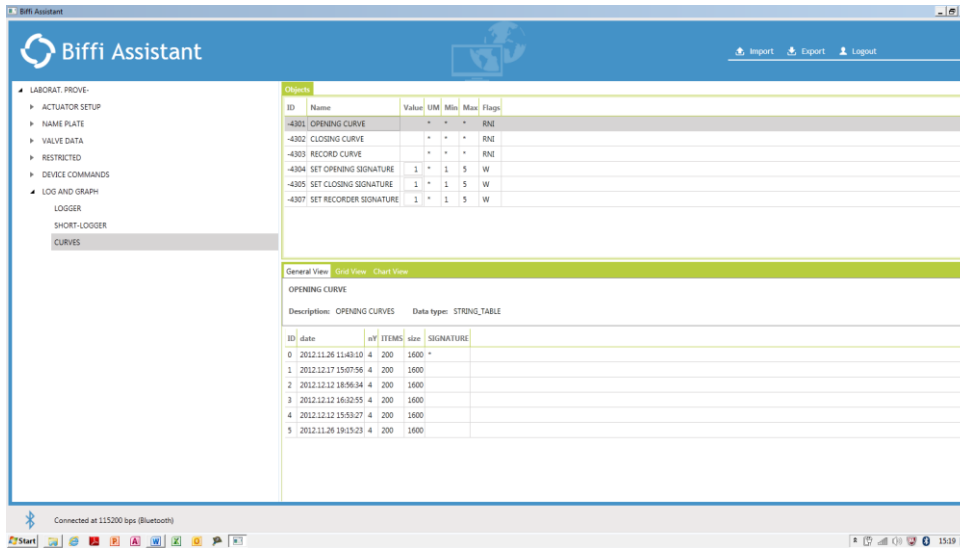 Biffi Assistant
Biffi Assistant
Import Export Logout
LABORAT. PROVE-
ACTUATOR SETUP
NAME PLATE
VALVE DATA
RESTRICTED
DEVICE COMMANDS
LOG AND GRAPH
LOGGER
SHORT-LOGGER
CURVES
Objects
ID Name Value UM Min Max Flags
-4301 OPENING CURVE * * * RNI
-4302 CLOSING CURVE * * * RNI
-4303 RECORD CURVE * * * RNI
-4304 SET OPENING SIGNATURE 1 * 1 5 W
-4305 SET CLOSING SIGNATURE 1 * 1 5 W
-4307 SET RECORDER SIGNATURE 1 * 1 5 W
General View Grid View Chart View
OPENING CURVE
Description: OPENING CURVES Data type: STRING_TABLE
ID date nY ITEMS size SIGNATURE
0 2012.11.26 11:43:10 4 200 1600 *
1 2012.12.17 15:07:56 4 200 1600
2 2012.12.12 18:56:34 4 200 1600
3 2012.12.12 16:32:55 4 200 1600
4 2012.12.12 15:53:27 4 200 1600
5 2012.11.26 19:15:23 4 200 1600
Connected at 115200 bps (Bluetooth)
Start 15:19